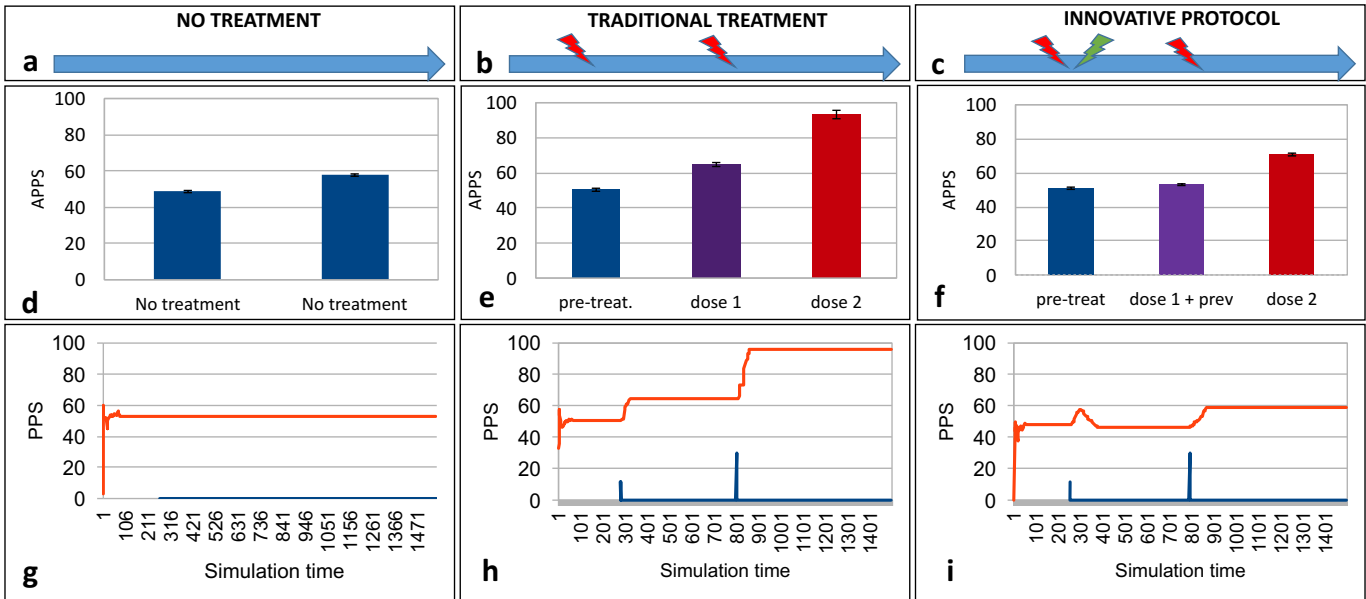 NO TREATMENT
a
TRADITIONAL TREATMENT
b
INNOVATIVE PROTOCOL
c
100
80
60
40
20
0
APPS
No treatment No treatment
d
100
80
60
40
20
0
APPS
pre-treat. dose 1 dose 2
e
100
80
60
40
20
0
APPS
pre-treat dose 1 + prev dose 2
f
100
80
60
40
20
0
PPS
1 106 211 316 421 526 631 736 841 946 1051 1156 1261 1366 1471
Simulation time
g
100
80
60
40
20
0
PPS
1 101 201 301 401 501 601 701 801 901 1001 1101 1201 1301 1401
Simulation time
h
100
80
60
40
20
0
PPS
1 101 201 301 401 501 601 701 801 901 1001 1101 1201 1301 1401
Simulation time
i